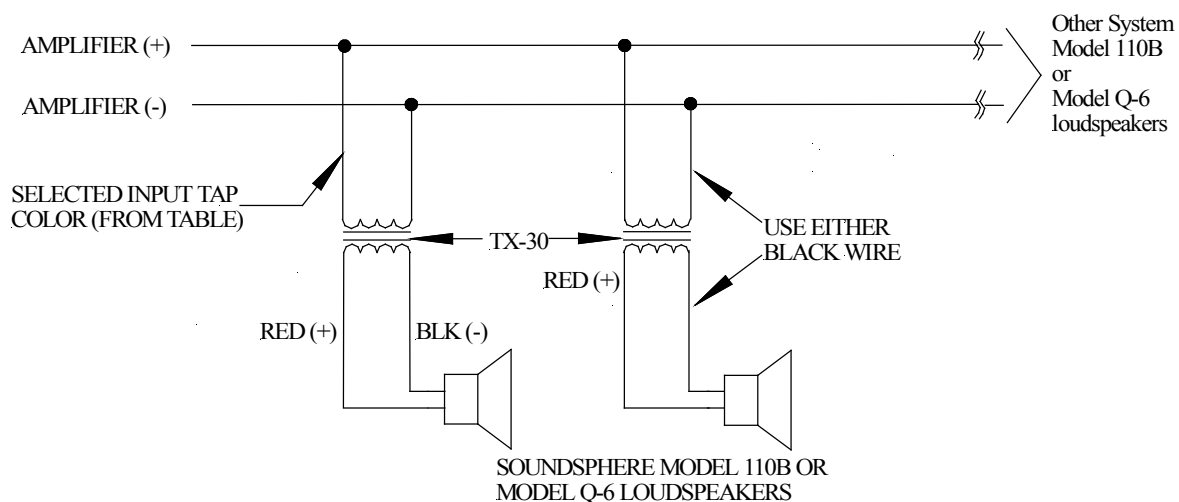 AMPLIFIER (+)
AMPLIFIER (-)
Other System
Model 110B
or
Model Q-6
loudspeakers
SELECTED INPUT TAP
COLOR (FROM TABLE)
TX-30
USE EITHER
BLACK WIRE
RED (+)
RED (+)
BLK (-)
SOUNDSPHERE MODEL 110B OR
MODEL Q-6 LOUDSPEAKERS